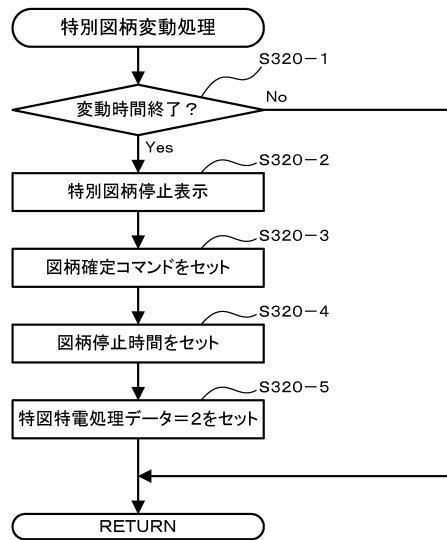 特別図柄変動処理
S320－1
変動時間終了？
No
Yes
S320－2
特別図柄停止表示
S320－3
図柄確定コマンドをセット
S320－4
図柄停止時間をセット
S320－5
特図特電処理データ＝2をセット
RETURN